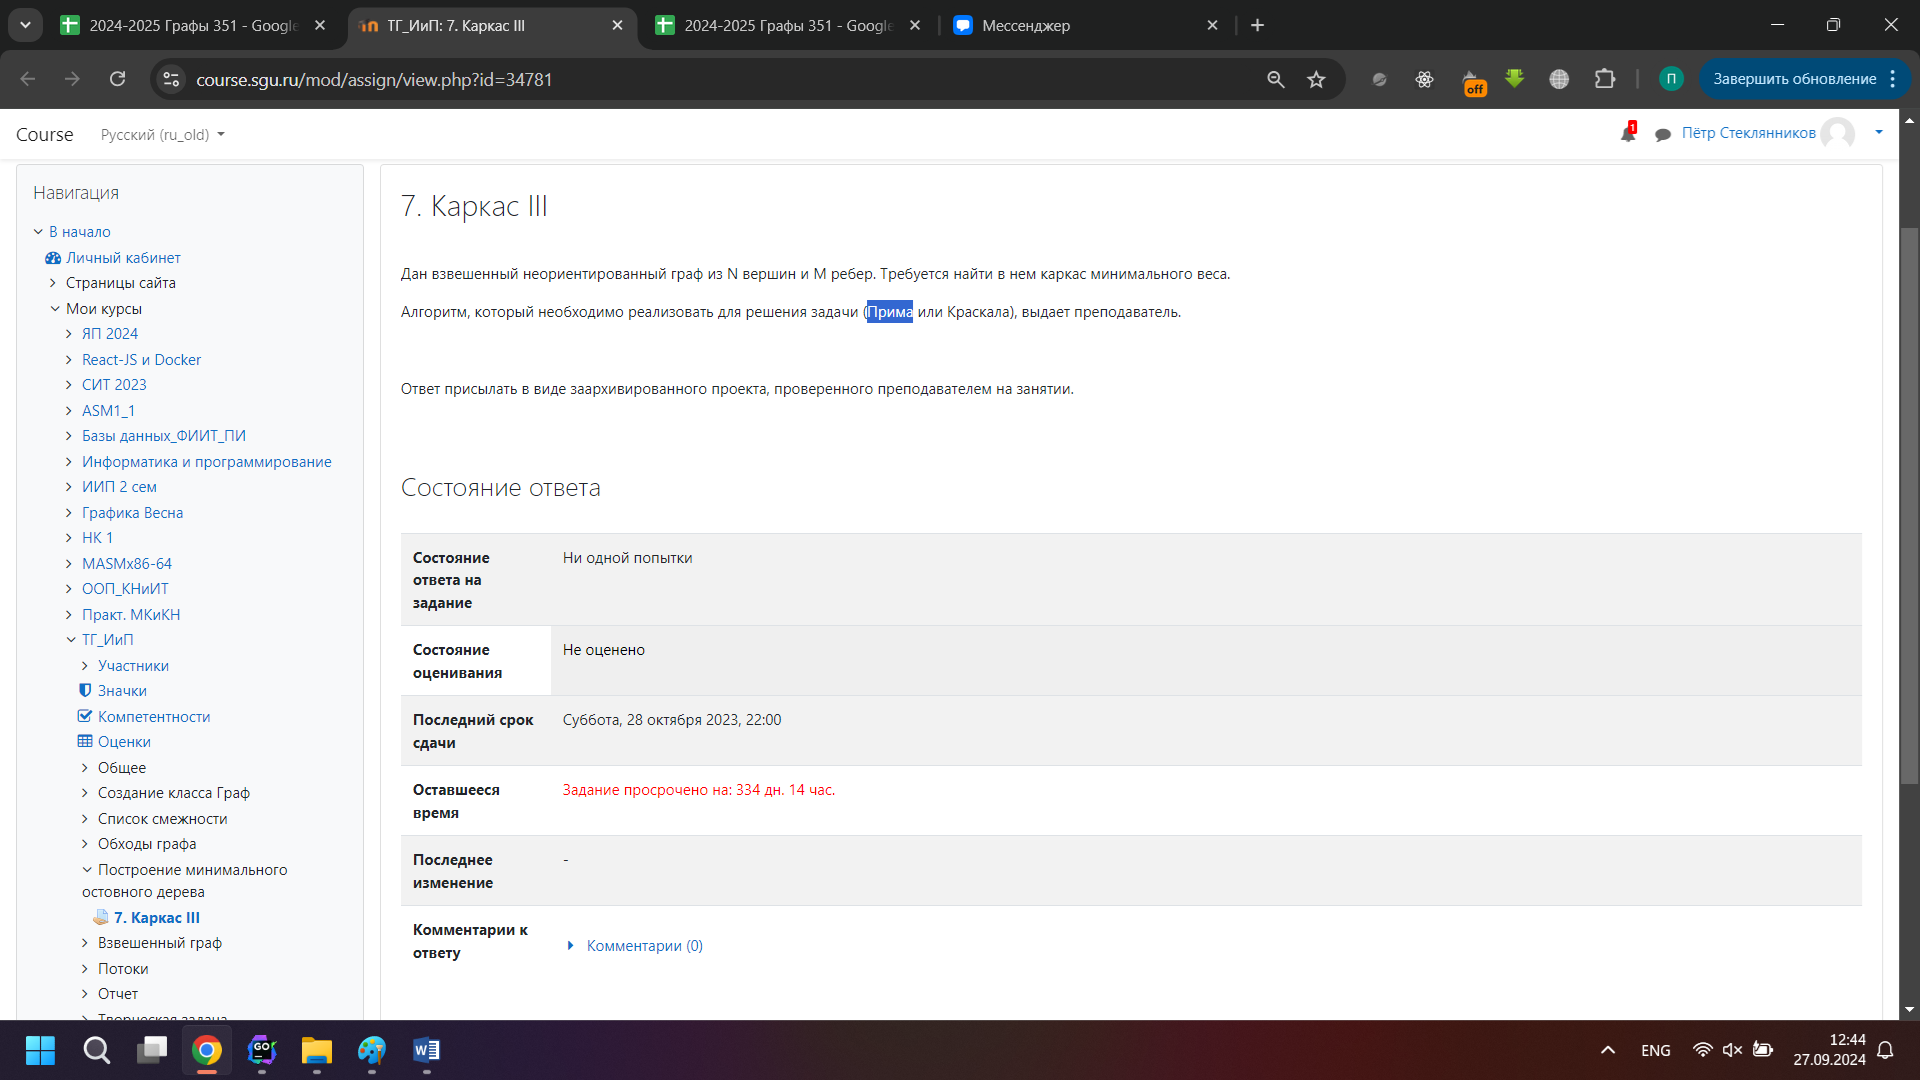 2024-2025 Графы 351 - Google
ТГ_ИиП: 7. Каркас III
2024-2025 Графы 351 - Google
Мессенджер
course.sgu.ru/mod/assign/view.php?id=34781
off
П
Завершить обновление
Course
Русский (ru_old)
1
Пётр Стеклянников
Навигация
В начало
Личный кабинет
Страницы сайта
Мои курсы
ЯП 2024
React-JS и Docker
СИТ 2023
ASM1_1
Базы данных_ФИИТ_ПИ
Информатика и программирование
ИИП 2 сем
Графика Весна
НК 1
MASMx86-64
ООП_КНиИТ
Практ. МКиКН
ТГ_ИиП
Участники
Значки
Компетентности
Оценки
Общее
Создание класса Граф
Список смежности
Обходы графа
Построение минимального
остовного дерева
7. Каркас III
Взвешенный граф
Потоки
Отчет
Творческая задача
7. Каркас III
Дан взвешенный неориентированный граф из N вершин и M ребер. Требуется найти в нем каркас минимального веса.
Алгоритм, который необходимо реализовать для решения задачи (Прима или Краскала), выдает преподаватель.
Ответ присылать в виде заархивированного проекта, проверенного преподавателем на занятии.
Состояние ответа
Состояние
ответа на
задание
Ни одной попытки
Состояние
оценивания
Не оценено
Последний срок
сдачи
Суббота, 28 октября 2023, 22:00
Оставшееся
время
Задание просрочено на: 334 дн. 14 час.
Последнее
изменение
-
Комментарии к
ответу
Комментарии (0)
GO
W
ENG
12:44
27.09.2024